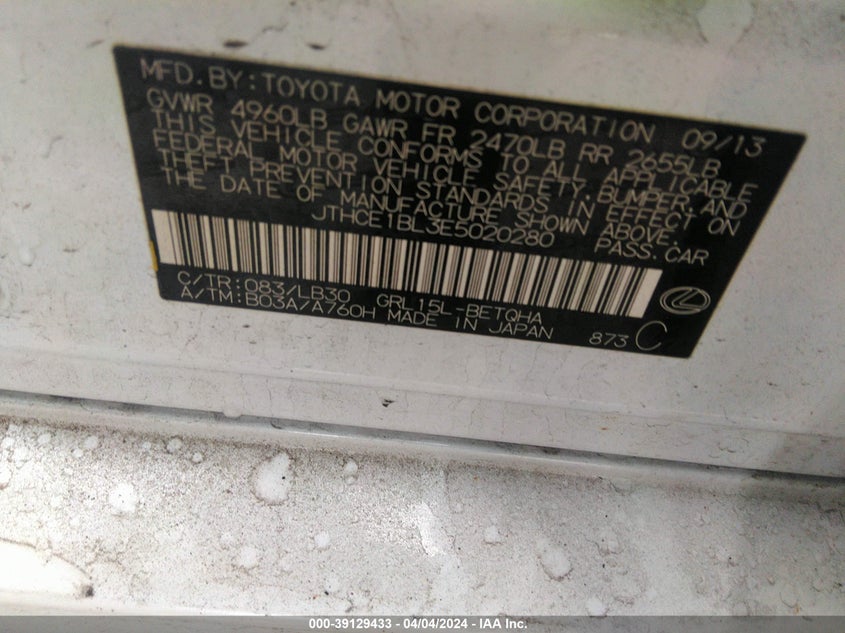 MFD. BY: TOYOTA MOTOR CORPORATION 09/13
GVWR 4960LB GAWR FR 2470LB RR 2655LB
THIS VEHICLE CONFORMS TO ALL APPLICABLE
FEDERAL MOTOR VEHICLE SAFETY, BUMPER, AND
THEFT PREVENTION STANDARDS IN EFFECT ON
THE DATE OF MANUFACTURE SHOWN ABOVE.
JTHCE1BL3E5020280 PASS. CAR
C/TR: 083/LB30 GRL15L-BETQHA
A/TM: B03A/A760H MADE IN JAPAN 873 C
000-39129433 - 04/04/2024 - IAA Inc.